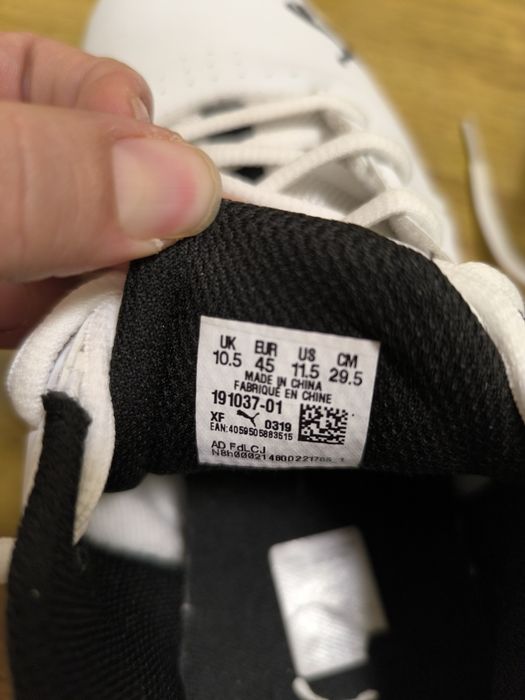 UK EUR US CM
10.5 45 11.5 29.5
MADE IN CHINA
FABRIQUÉ EN CHINE
191037-01
XF 0319
EAN:4059505883515
AD FdLCJ